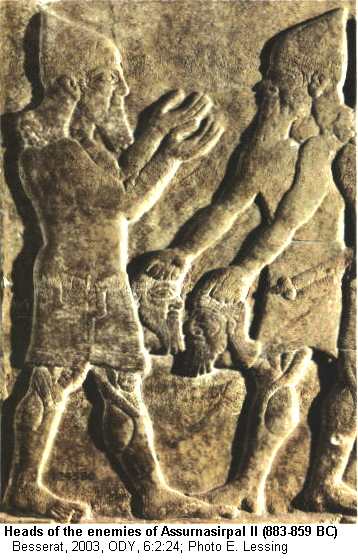 Heads of the enemies of Assurnasirpal II (883-859 BC)
Besserat, 2003, ODY, 6:2:24; Photo E. Lessing